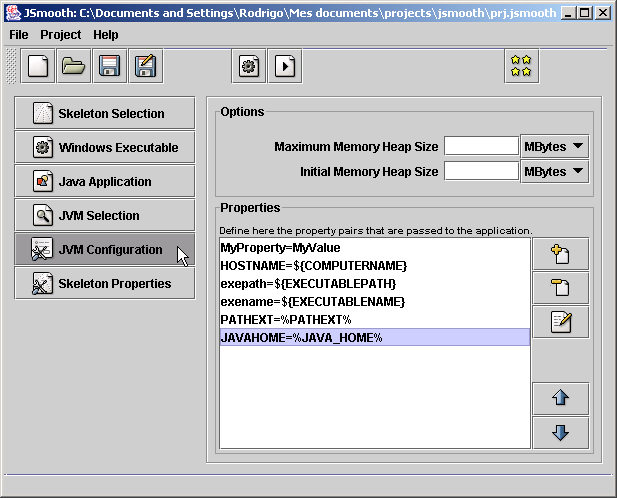 JSmooth: C:\Documents and Settings\Rodrigo\Mes documents\projects\jsmooth\prj.jsmooth
File Project Help
Skeleton Selection
Windows Executable
Java Application
JVM Selection
JVM Configuration
Skeleton Properties
Options
Maximum Memory Heap Size MBytes
Initial Memory Heap Size MBytes
Properties
Define here the property pairs that are passed to the application.
MyProperty=MyValue
HOSTNAME=${COMPUTERNAME}
exepath=${EXECUTABLEPATH}
exename=${EXECUTABLENAME}
PATHEXT=%PATHEXT%
JAVAHOME=%JAVA_HOME%